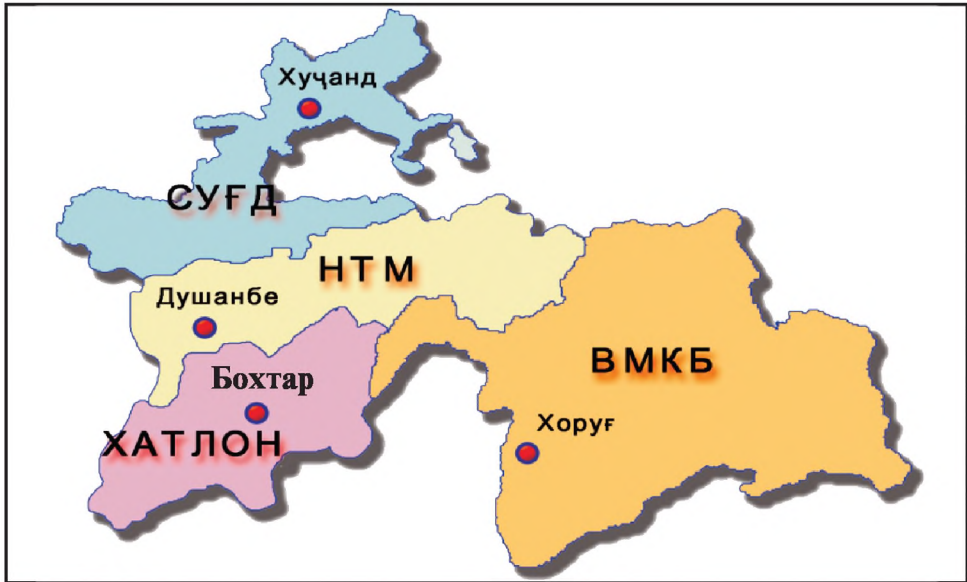 Хуҷанд
СУҒД
НТМ
Душанбе
ВМКБ
Бохтар
Хоруғ
ХАТЛОН